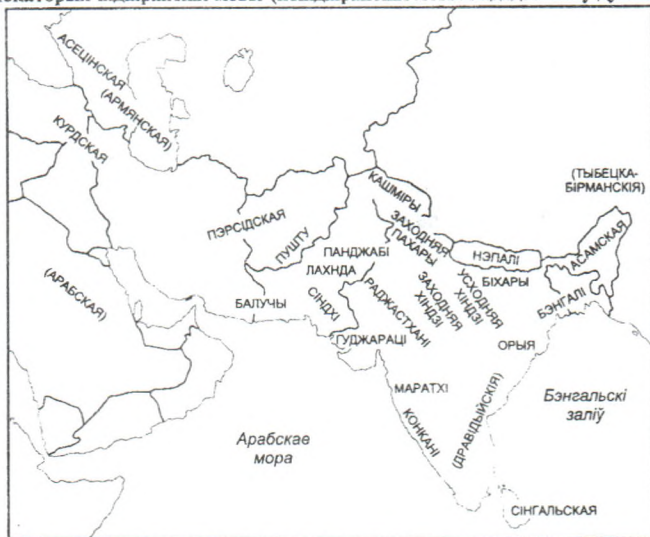 АСЕЦІНСКАЯ
(АРМЯНСКАЯ)
КУРДСКАЯ
(АРАБСКАЯ)
ПЭРСІДСКАЯ
ПУШТУ
БАЛУЧЫ
КАШМІРЫ
ЗАХОДНЯЯ
ПАХАРЫ
ПАНДЖАБІ
ЛАХНДА
СІНДХІ
РАДЖАСТХАНІ
ГУДЖАРАЦІ
ЗАХОДНЯЯ
ХІНДЗІ
УСХОДНЯЯ
ХІНДЗІ
НЭПАЛІ
БІХАРЫ
(ТЫБЕЦКА-
БІРМАНСКІЯ)
АСАМСКАЯ
БЭНГАЛІ
ОРЫЯ
МАРАТХІ
КОНКАНІ
(ДРАВІДЫЙСКІЯ)
Арабскае
мора
Бэнгальскі
заліў
СІНГАЛЬСКАЯ